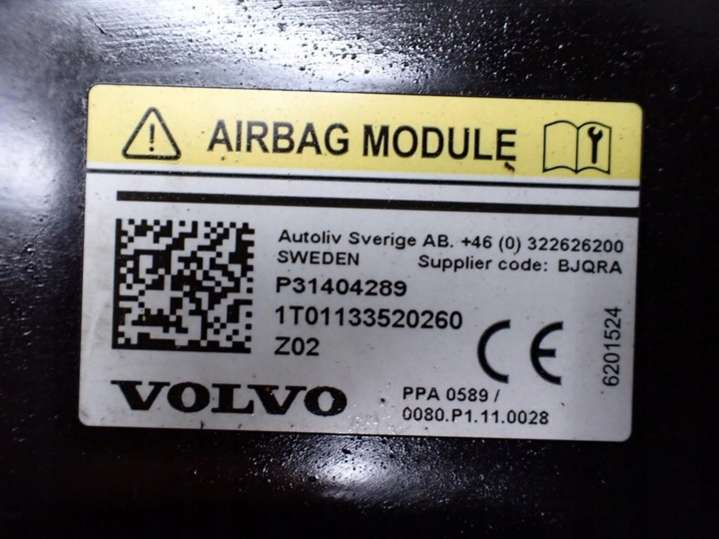 AIRBAG MODULE
Autoliv Sverige AB. +46 (0) 322626200
SWEDEN Supplier code: BJQRA
P31404289
1T01133520260
Z02
CE
6201524
VOLVO
PPA 0589 /
0080.P1.11.0028